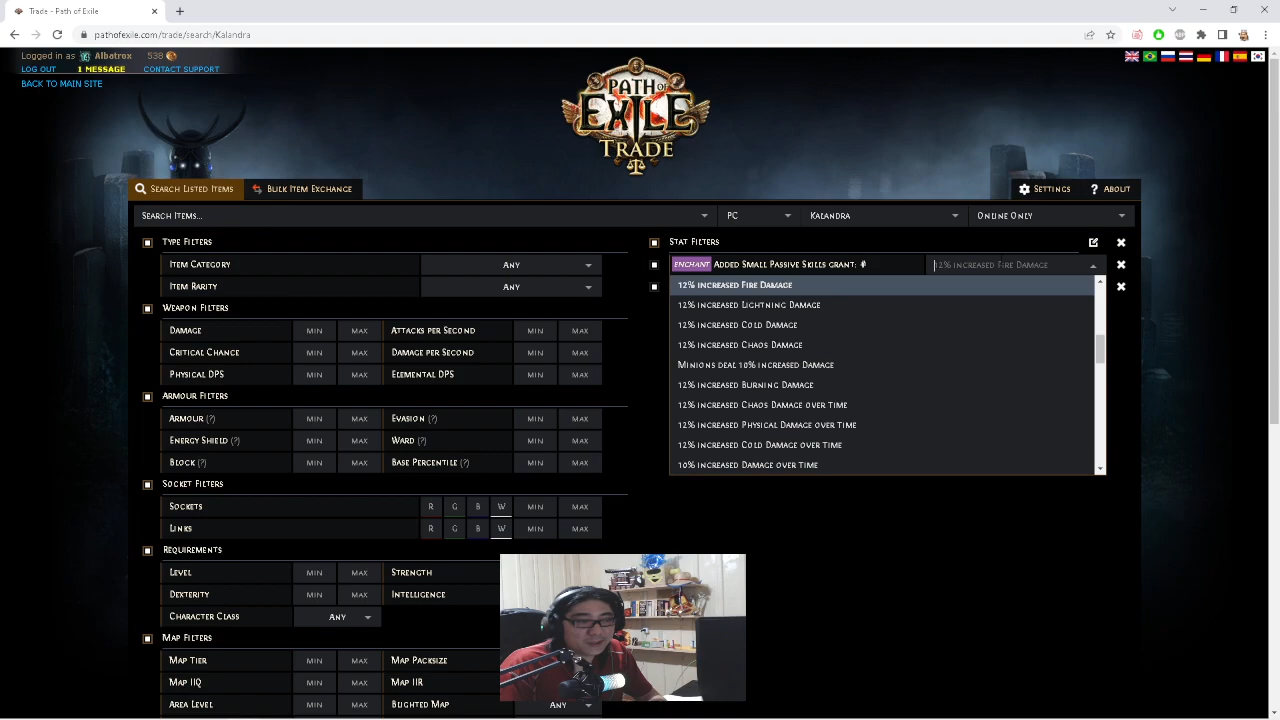 Trade - Path of Exile
pathofexile.com/trade/search/Kalandra
Logged in as Albatrox 538
LOG OUT 1 MESSAGE CONTACT SUPPORT
BACK TO MAIN SITE
PATH OF EXILE
TRADE
Search Listed Items Bulk Item Exchange Settings ? About
Search Items... PC Kalandra Online Only
Type Filters Stat Filters
Item Category Any ENCHANT Added Small Passive Skills grant: # 12% increased Fire Damage
Item Rarity Any 12% increased Fire Damage
Weapon Filters 12% increased Lightning Damage
Damage MIN MAX Attacks per Second MIN MAX 12% increased Cold Damage
Critical Chance MIN MAX Damage per Second MIN MAX 12% increased Chaos Damage
Physical DPS MIN MAX Elemental DPS MIN MAX Minions deal 10% increased Damage
Armour Filters 12% increased Burning Damage
Armour (?) MIN MAX Evasion (?) MIN MAX 12% increased Chaos Damage over Time
Energy Shield (?) MIN MAX Ward (?) MIN MAX 12% increased Physical Damage over Time
Block (?) MIN MAX Base Percentile (?) MIN MAX 12% increased Cold Damage over Time
10% increased Damage over Time
Socket Filters
Sockets R G B W MIN MAX
Links R G B W MIN MAX
Requirements
Level MIN MAX Strength
Dexterity MIN MAX Intelligence
Character Class Any
Map Filters
Map Tier MIN MAX Map Packsize
Map IIQ MIN MAX Map IIR
Area Level MIN MAX Blighted Map Any